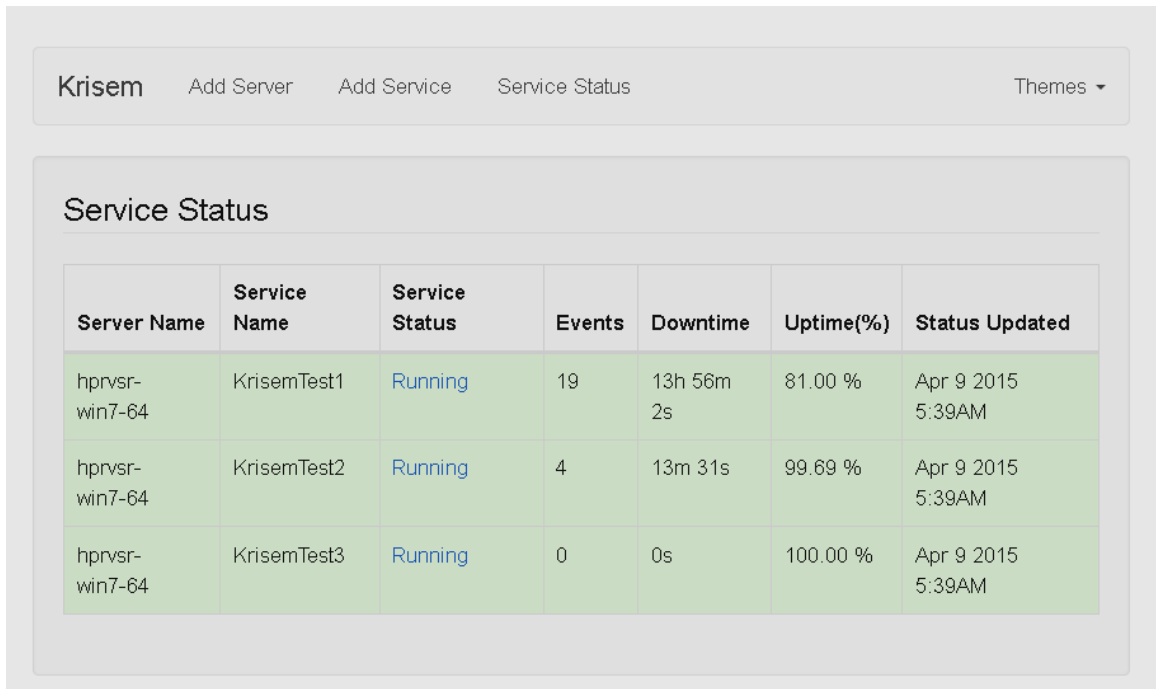 Krisem Add Server Add Service Service Status Themes
Service Status
Server Name Service Name Service Status Events Downtime Uptime(%) Status Updated
hprvsr-win7-64 KrisemTest1 Running 19 13h 56m 2s 81.00 % Apr 9 2015 5:39AM
hprvsr-win7-64 KrisemTest2 Running 4 13m 31s 99.69 % Apr 9 2015 5:39AM
hprvsr-win7-64 KrisemTest3 Running 0 0s 100.00 % Apr 9 2015 5:39AM